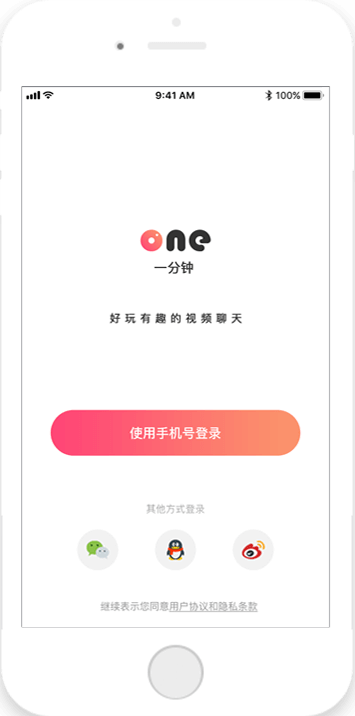 9:41 AM 100%
one
一分钟
好玩有趣的视频聊天
使用手机号登录
其他方式登录
继续表示您同意用户协议和隐私条款